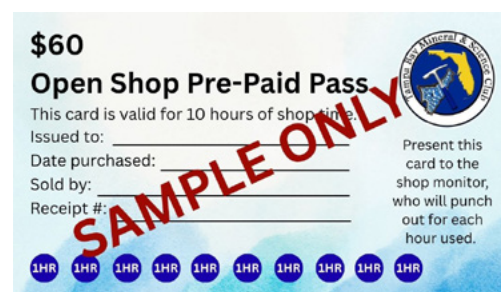 $60
Open Shop Pre-Paid Pass
This card is valid for 10 hours of shop time.
Issued to:
Date purchased:
Sold by:
Receipt #:
SAMPLE ONLY
Tampa Bay Mineral & Science Club
Present this
card to the
shop monitor,
who will punch
out for each
hour used.
1HR 1HR 1HR 1HR 1HR 1HR 1HR 1HR 1HR 1HR